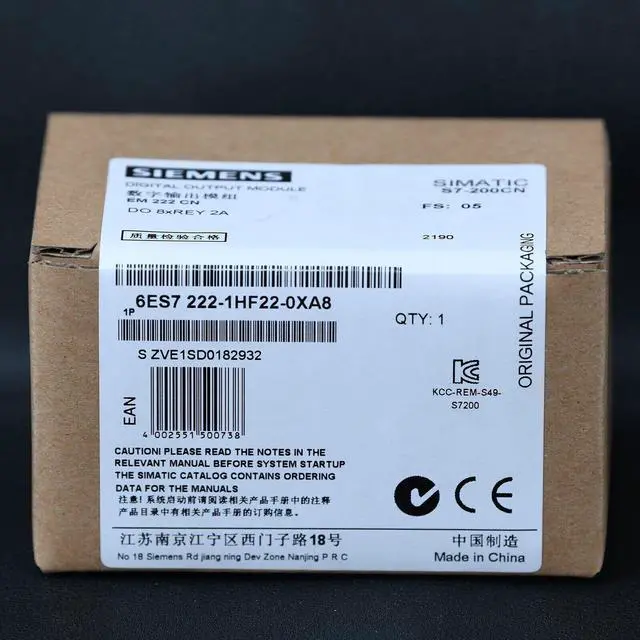 SIEMENS
DIGITAL OUTPUT MODULE
数字输出模组
EM 222 CN
DO 8xREY 2A
质量检验合格
SIMATIC
S7-200CN
FS: 05
2190
6ES7 222-1HF22-0XA8
1P
QTY: 1
S ZVE1SD0182932
ORIGINAL PACKAGING
KCC-REM-S49-
S7200
EAN
4 002551 500738
CAUTION! PLEASE READ THE NOTES IN THE
RELEVANT MANUAL BEFORE SYSTEM STARTUP
THE SIMATIC CATALOG CONTAINS ORDERING
DATA FOR THE MANUALS
注意! 系统启动前请阅读相关产品手册中的注释
产品目录中有相关产品手册的订购信息。
CE
江苏南京江宁区西门子路18号
中国制造
No 18 Siemens Rd jiang ning Dev Zone Nanjing P R C
Made in China